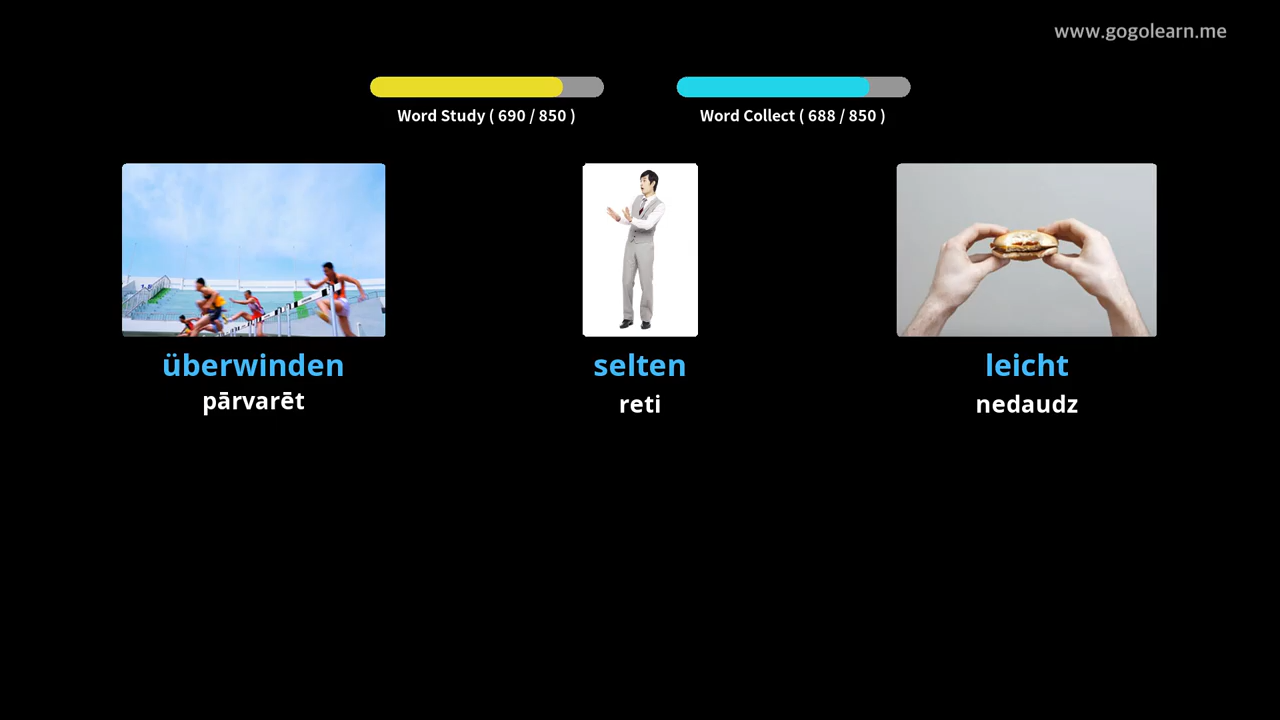 www.gogolearn.me
Word Study ( 690 / 850 )
Word Collect ( 688 / 850 )
überwinden
pārvarēt
selten
reti
leicht
nedaudz